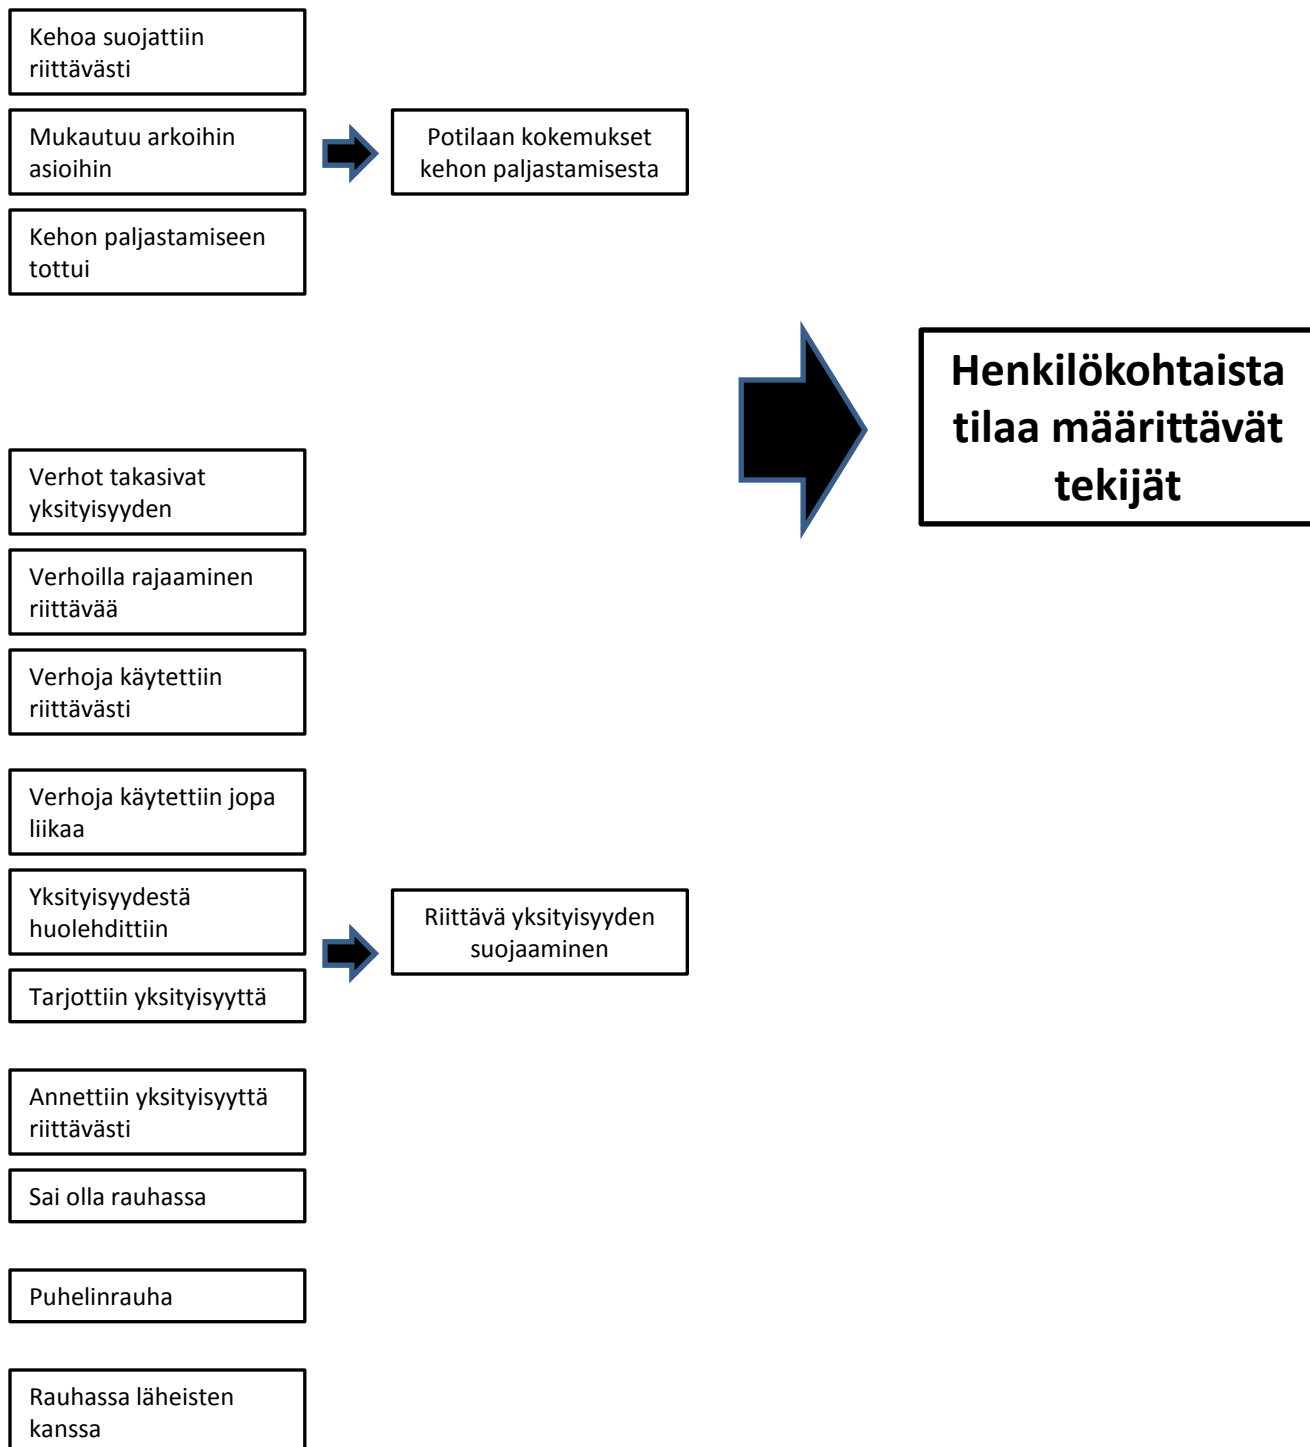 Kehoa suojattiin
riittävästi
Mukautuu arkoihin
asioihin
Potilaan kokemukset
kehon paljastamisesta
Kehon paljastamiseen
tottui
Henkilökohtaista
tilaa määrittävät
tekijät
Verhot takasivat
yksityisyyden
Verhoilla rajaaminen
riittävää
Verhoja käytettiin
riittävästi
Verhoja käytettiin jopa
liikaa
Yksityisyydestä
huolehdittiin
Riittävä yksityisyyden
suojaaminen
Tarjottiin yksityisyyttä
Annettiin yksityisyyttä
riittävästi
Sai olla rauhassa
Puhelinrauha
Rauhassa läheisten
kanssa